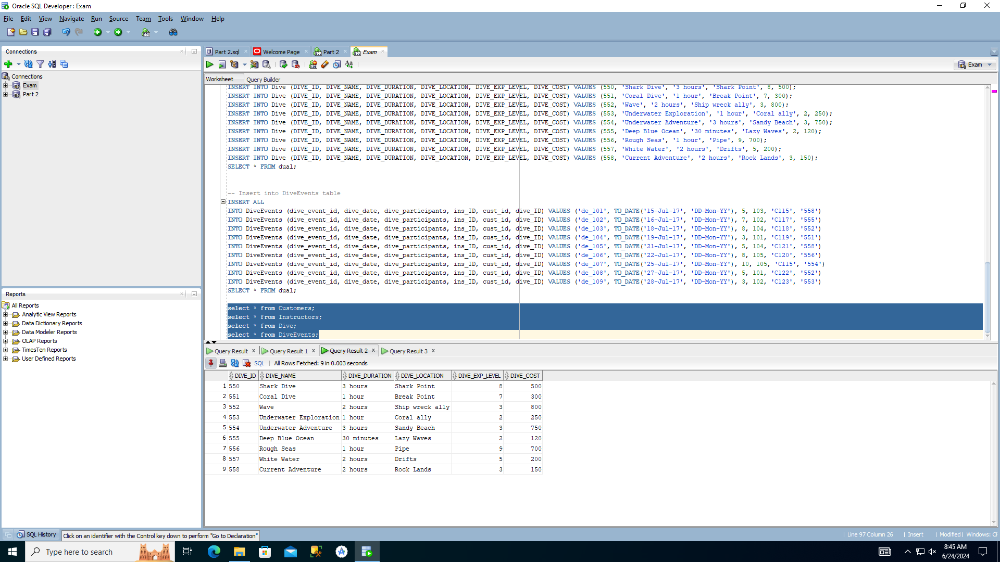 Oracle SQL Developer : Exam
File Edit View Navigate Run Source Team Tools Window Help
Connections
Part 2.sql Welcome Page Part 2 Exam
Exam
Connections
Exam
Part 2
Worksheet Query Builder
INSERT INTO Dive (DIVE_ID, DIVE_NAME, DIVE_DURATION, DIVE_LOCATION, DIVE_EXP_LEVEL, DIVE_COST) VALUES (550, 'Shark Dive', '3 hours', 'Shark Point', 8, 500);
INSERT INTO Dive (DIVE_ID, DIVE_NAME, DIVE_DURATION, DIVE_LOCATION, DIVE_EXP_LEVEL, DIVE_COST) VALUES (551, 'Coral Dive', '1 hour', 'Break Point', 7, 300);
INSERT INTO Dive (DIVE_ID, DIVE_NAME, DIVE_DURATION, DIVE_LOCATION, DIVE_EXP_LEVEL, DIVE_COST) VALUES (552, 'Wave', '2 hours', 'Ship wreck ally', 3, 800);
INSERT INTO Dive (DIVE_ID, DIVE_NAME, DIVE_DURATION, DIVE_LOCATION, DIVE_EXP_LEVEL, DIVE_COST) VALUES (553, 'Underwater Exploration', '1 hour', 'Coral ally', 2, 250);
INSERT INTO Dive (DIVE_ID, DIVE_NAME, DIVE_DURATION, DIVE_LOCATION, DIVE_EXP_LEVEL, DIVE_COST) VALUES (554, 'Underwater Adventure', '3 hours', 'Sandy Beach', 3, 750);
INSERT INTO Dive (DIVE_ID, DIVE_NAME, DIVE_DURATION, DIVE_LOCATION, DIVE_EXP_LEVEL, DIVE_COST) VALUES (555, 'Deep Blue Ocean', '30 minutes', 'Lazy Waves', 2, 120);
INSERT INTO Dive (DIVE_ID, DIVE_NAME, DIVE_DURATION, DIVE_LOCATION, DIVE_EXP_LEVEL, DIVE_COST) VALUES (556, 'Rough Seas', '1 hour', 'Pipe', 9, 700);
INSERT INTO Dive (DIVE_ID, DIVE_NAME, DIVE_DURATION, DIVE_LOCATION, DIVE_EXP_LEVEL, DIVE_COST) VALUES (557, 'White Water', '2 hours', 'Drifts', 5, 200);
INSERT INTO Dive (DIVE_ID, DIVE_NAME, DIVE_DURATION, DIVE_LOCATION, DIVE_EXP_LEVEL, DIVE_COST) VALUES (558, 'Current Adventure', '2 hours', 'Rock Lands', 3, 150);
SELECT * FROM dual;
-- Insert into DiveEvents table
INSERT ALL
INTO DiveEvents (dive_event_id, dive_date, dive_participants, ins_ID, cust_id, dive_ID) VALUES ('de_101', TO_DATE('15-Jul-17', 'DD-Mon-YY'), 5, 103, 'C115', '558')
INTO DiveEvents (dive_event_id, dive_date, dive_participants, ins_ID, cust_id, dive_ID) VALUES ('de_102', TO_DATE('16-Jul-17', 'DD-Mon-YY'), 7, 102, 'C117', '555')
INTO DiveEvents (dive_event_id, dive_date, dive_participants, ins_ID, cust_id, dive_ID) VALUES ('de_103', TO_DATE('18-Jul-17', 'DD-Mon-YY'), 8, 104, 'C118', '552')
INTO DiveEvents (dive_event_id, dive_date, dive_participants, ins_ID, cust_id, dive_ID) VALUES ('de_104', TO_DATE('19-Jul-17', 'DD-Mon-YY'), 3, 101, 'C119', '551')
INTO DiveEvents (dive_event_id, dive_date, dive_participants, ins_ID, cust_id, dive_ID) VALUES ('de_105', TO_DATE('21-Jul-17', 'DD-Mon-YY'), 5, 104, 'C121', '558')
INTO DiveEvents (dive_event_id, dive_date, dive_participants, ins_ID, cust_id, dive_ID) VALUES ('de_106', TO_DATE('22-Jul-17', 'DD-Mon-YY'), 8, 105, 'C120', '556')
INTO DiveEvents (dive_event_id, dive_date, dive_participants, ins_ID, cust_id, dive_ID) VALUES ('de_107', TO_DATE('25-Jul-17', 'DD-Mon-YY'), 10, 105, 'C115', '554')
INTO DiveEvents (dive_event_id, dive_date, dive_participants, ins_ID, cust_id, dive_ID) VALUES ('de_108', TO_DATE('27-Jul-17', 'DD-Mon-YY'), 5, 101, 'C122', '552')
INTO DiveEvents (dive_event_id, dive_date, dive_participants, ins_ID, cust_id, dive_ID) VALUES ('de_109', TO_DATE('28-Jul-17', 'DD-Mon-YY'), 3, 102, 'C123', '553')
SELECT * FROM dual;
select * from Customers;
select * from Instructors;
select * from Dive;
select * from DiveEvents;
Reports
All Reports
Analytic View Reports
Data Dictionary Reports
Data Modeler Reports
OLAP Reports
TimesTen Reports
User Defined Reports
Query Result Query Result 1 Query Result 2 Query Result 3
SQL | All Rows Fetched: 9 in 0.003 seconds
DIVE_ID DIVE_NAME DIVE_DURATION DIVE_LOCATION DIVE_EXP_LEVEL DIVE_COST
1 550 Shark Dive 3 hours Shark Point 8 500
2 551 Coral Dive 1 hour Break Point 7 300
3 552 Wave 2 hours Ship wreck ally 3 800
4 553 Underwater Exploration 1 hour Coral ally 2 250
5 554 Underwater Adventure 3 hours Sandy Beach 3 750
6 555 Deep Blue Ocean 30 minutes Lazy Waves 2 120
7 556 Rough Seas 1 hour Pipe 9 700
8 557 White Water 2 hours Drifts 5 200
9 558 Current Adventure 2 hours Rock Lands 3 150
SQL History Click on an identifier with the Control key down to perform "Go to Declaration"
| Line 97 Column 26 | Insert | Modified | Windows: CF
Type here to search
8:45 AM
6/24/2024